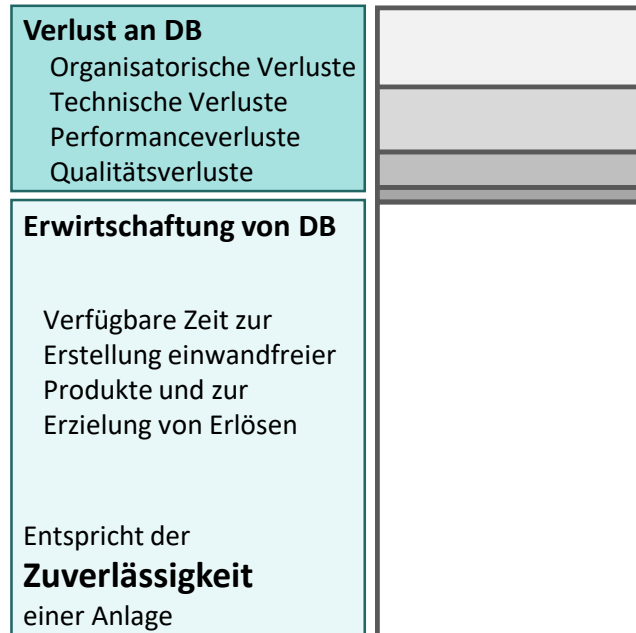 Verlust an DB
Organisatorische Verluste
Technische Verluste
Performanceverluste
Qualitätsverluste
Erwirtschaftung von DB
Verfügbare Zeit zur
Erstellung einwandfreier
Produkte und zur
Erzielung von Erlösen
Entspricht der
Zuverlässigkeit
einer Anlage